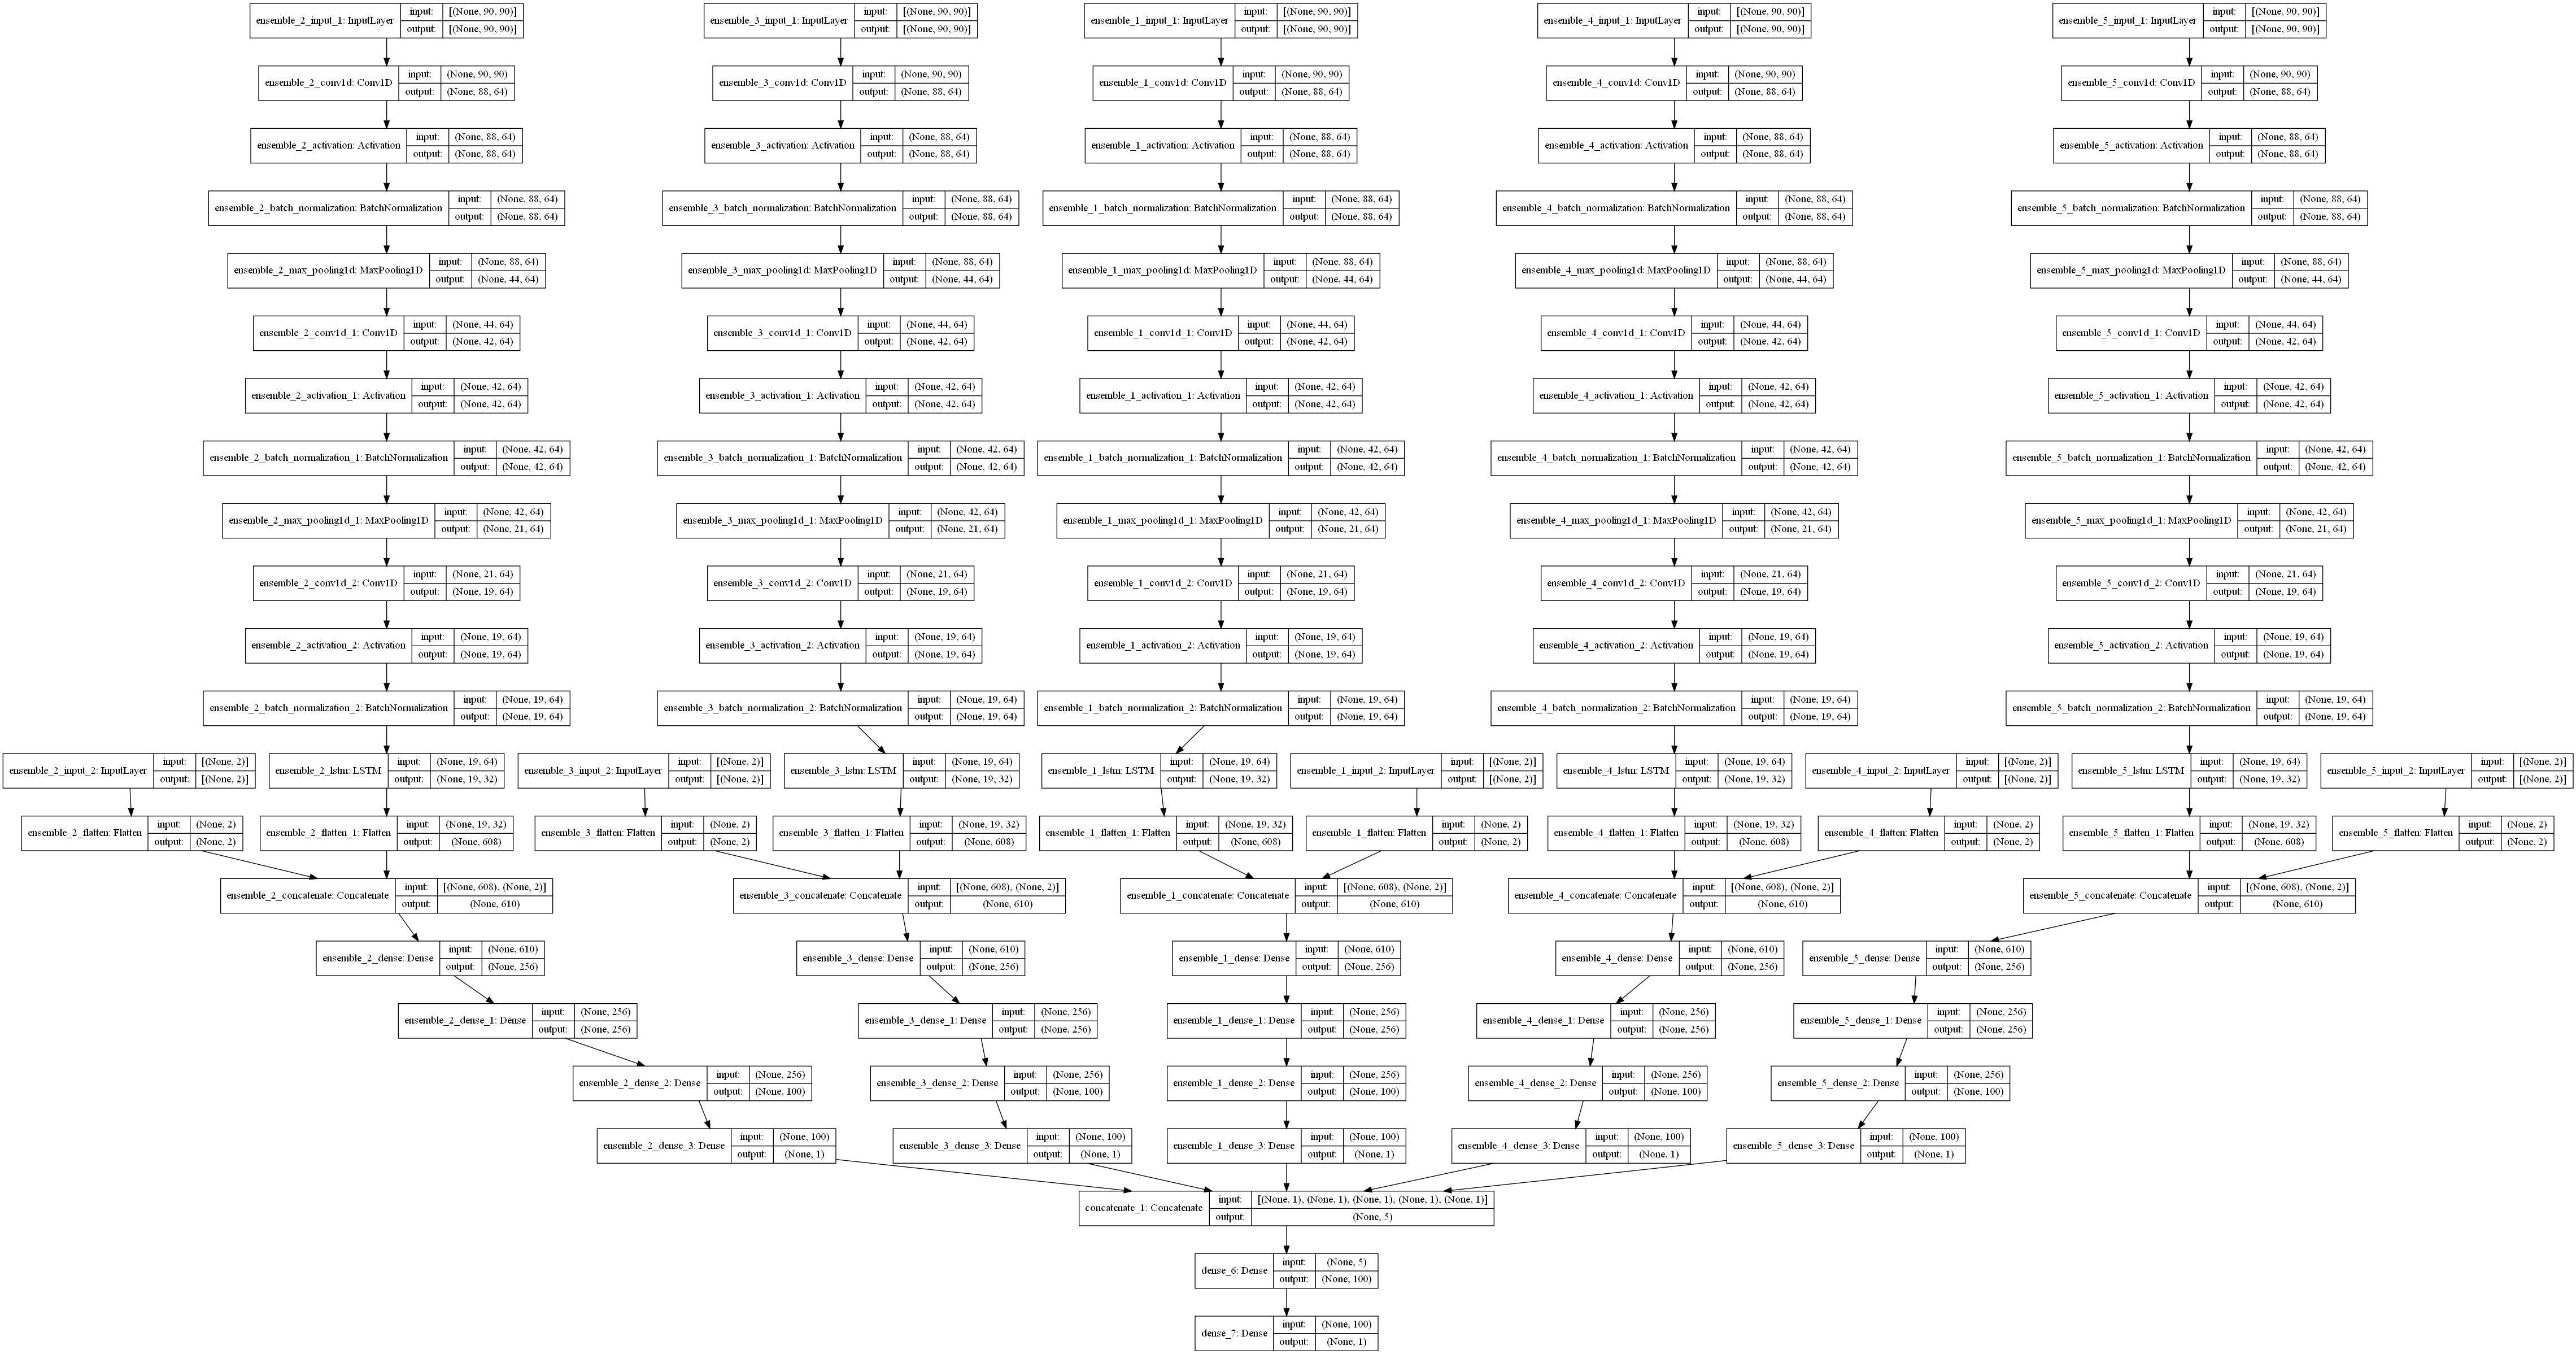 ensemble_2_input_1: InputLayer
input: [(None, 90, 90)]
output: [(None, 90, 90)]
ensemble_3_input_1: InputLayer
input: [(None, 90, 90)]
output: [(None, 90, 90)]
ensemble_1_input_1: InputLayer
input: [(None, 90, 90)]
output: [(None, 90, 90)]
ensemble_4_input_1: InputLayer
input: [(None, 90, 90)]
output: [(None, 90, 90)]
ensemble_5_input_1: InputLayer
input: [(None, 90, 90)]
output: [(None, 90, 90)]
ensemble_2_conv1d: Conv1D
input: (None, 90, 90)
output: (None, 88, 64)
ensemble_3_conv1d: Conv1D
input: (None, 90, 90)
output: (None, 88, 64)
ensemble_1_conv1d: Conv1D
input: (None, 90, 90)
output: (None, 88, 64)
ensemble_4_conv1d: Conv1D
input: (None, 90, 90)
output: (None, 88, 64)
ensemble_5_conv1d: Conv1D
input: (None, 90, 90)
output: (None, 88, 64)
ensemble_2_activation: Activation
input: (None, 88, 64)
output: (None, 88, 64)
ensemble_3_activation: Activation
input: (None, 88, 64)
output: (None, 88, 64)
ensemble_1_activation: Activation
input: (None, 88, 64)
output: (None, 88, 64)
ensemble_4_activation: Activation
input: (None, 88, 64)
output: (None, 88, 64)
ensemble_5_activation: Activation
input: (None, 88, 64)
output: (None, 88, 64)
ensemble_2_batch_normalization: BatchNormalization
input: (None, 88, 64)
output: (None, 88, 64)
ensemble_3_batch_normalization: BatchNormalization
input: (None, 88, 64)
output: (None, 88, 64)
ensemble_1_batch_normalization: BatchNormalization
input: (None, 88, 64)
output: (None, 88, 64)
ensemble_4_batch_normalization: BatchNormalization
input: (None, 88, 64)
output: (None, 88, 64)
ensemble_5_batch_normalization: BatchNormalization
input: (None, 88, 64)
output: (None, 88, 64)
ensemble_2_max_pooling1d: MaxPooling1D
input: (None, 88, 64)
output: (None, 44, 64)
ensemble_3_max_pooling1d: MaxPooling1D
input: (None, 88, 64)
output: (None, 44, 64)
ensemble_1_max_pooling1d: MaxPooling1D
input: (None, 88, 64)
output: (None, 44, 64)
ensemble_4_max_pooling1d: MaxPooling1D
input: (None, 88, 64)
output: (None, 44, 64)
ensemble_5_max_pooling1d: MaxPooling1D
input: (None, 88, 64)
output: (None, 44, 64)
ensemble_2_conv1d_1: Conv1D
input: (None, 44, 64)
output: (None, 42, 64)
ensemble_3_conv1d_1: Conv1D
input: (None, 44, 64)
output: (None, 42, 64)
ensemble_1_conv1d_1: Conv1D
input: (None, 44, 64)
output: (None, 42, 64)
ensemble_4_conv1d_1: Conv1D
input: (None, 44, 64)
output: (None, 42, 64)
ensemble_5_conv1d_1: Conv1D
input: (None, 44, 64)
output: (None, 42, 64)
ensemble_2_activation_1: Activation
input: (None, 42, 64)
output: (None, 42, 64)
ensemble_3_activation_1: Activation
input: (None, 42, 64)
output: (None, 42, 64)
ensemble_1_activation_1: Activation
input: (None, 42, 64)
output: (None, 42, 64)
ensemble_4_activation_1: Activation
input: (None, 42, 64)
output: (None, 42, 64)
ensemble_5_activation_1: Activation
input: (None, 42, 64)
output: (None, 42, 64)
ensemble_2_batch_normalization_1: BatchNormalization
input: (None, 42, 64)
output: (None, 42, 64)
ensemble_3_batch_normalization_1: BatchNormalization
input: (None, 42, 64)
output: (None, 42, 64)
ensemble_1_batch_normalization_1: BatchNormalization
input: (None, 42, 64)
output: (None, 42, 64)
ensemble_4_batch_normalization_1: BatchNormalization
input: (None, 42, 64)
output: (None, 42, 64)
ensemble_5_batch_normalization_1: BatchNormalization
input: (None, 42, 64)
output: (None, 42, 64)
ensemble_2_max_pooling1d_1: MaxPooling1D
input: (None, 42, 64)
output: (None, 21, 64)
ensemble_3_max_pooling1d_1: MaxPooling1D
input: (None, 42, 64)
output: (None, 21, 64)
ensemble_1_max_pooling1d_1: MaxPooling1D
input: (None, 42, 64)
output: (None, 21, 64)
ensemble_4_max_pooling1d_1: MaxPooling1D
input: (None, 42, 64)
output: (None, 21, 64)
ensemble_5_max_pooling1d_1: MaxPooling1D
input: (None, 42, 64)
output: (None, 21, 64)
ensemble_2_conv1d_2: Conv1D
input: (None, 21, 64)
output: (None, 19, 64)
ensemble_3_conv1d_2: Conv1D
input: (None, 21, 64)
output: (None, 19, 64)
ensemble_1_conv1d_2: Conv1D
input: (None, 21, 64)
output: (None, 19, 64)
ensemble_4_conv1d_2: Conv1D
input: (None, 21, 64)
output: (None, 19, 64)
ensemble_5_conv1d_2: Conv1D
input: (None, 21, 64)
output: (None, 19, 64)
ensemble_2_activation_2: Activation
input: (None, 19, 64)
output: (None, 19, 64)
ensemble_3_activation_2: Activation
input: (None, 19, 64)
output: (None, 19, 64)
ensemble_1_activation_2: Activation
input: (None, 19, 64)
output: (None, 19, 64)
ensemble_4_activation_2: Activation
input: (None, 19, 64)
output: (None, 19, 64)
ensemble_5_activation_2: Activation
input: (None, 19, 64)
output: (None, 19, 64)
ensemble_2_batch_normalization_2: BatchNormalization
input: (None, 19, 64)
output: (None, 19, 64)
ensemble_3_batch_normalization_2: BatchNormalization
input: (None, 19, 64)
output: (None, 19, 64)
ensemble_1_batch_normalization_2: BatchNormalization
input: (None, 19, 64)
output: (None, 19, 64)
ensemble_4_batch_normalization_2: BatchNormalization
input: (None, 19, 64)
output: (None, 19, 64)
ensemble_5_batch_normalization_2: BatchNormalization
input: (None, 19, 64)
output: (None, 19, 64)
ensemble_2_input_2: InputLayer
input: [(None, 2)]
output: [(None, 2)]
ensemble_2_lstm: LSTM
input: (None, 19, 64)
output: (None, 19, 32)
ensemble_3_input_2: InputLayer
input: [(None, 2)]
output: [(None, 2)]
ensemble_3_lstm: LSTM
input: (None, 19, 64)
output: (None, 19, 32)
ensemble_1_lstm: LSTM
input: (None, 19, 64)
output: (None, 19, 32)
ensemble_1_input_2: InputLayer
input: [(None, 2)]
output: [(None, 2)]
ensemble_4_lstm: LSTM
input: (None, 19, 64)
output: (None, 19, 32)
ensemble_4_input_2: InputLayer
input: [(None, 2)]
output: [(None, 2)]
ensemble_5_lstm: LSTM
input: (None, 19, 64)
output: (None, 19, 32)
ensemble_5_input_2: InputLayer
input: [(None, 2)]
output: [(None, 2)]
ensemble_2_flatten: Flatten
input: (None, 2)
output: (None, 2)
ensemble_2_flatten_1: Flatten
input: (None, 19, 32)
output: (None, 608)
ensemble_3_flatten: Flatten
input: (None, 2)
output: (None, 2)
ensemble_3_flatten_1: Flatten
input: (None, 19, 32)
output: (None, 608)
ensemble_1_flatten_1: Flatten
input: (None, 19, 32)
output: (None, 608)
ensemble_1_flatten: Flatten
input: (None, 2)
output: (None, 2)
ensemble_4_flatten_1: Flatten
input: (None, 19, 32)
output: (None, 608)
ensemble_4_flatten: Flatten
input: (None, 2)
output: (None, 2)
ensemble_5_flatten_1: Flatten
input: (None, 19, 32)
output: (None, 608)
ensemble_5_flatten: Flatten
input: (None, 2)
output: (None, 2)
ensemble_2_concatenate: Concatenate
input: [(None, 608), (None, 2)]
output: (None, 610)
ensemble_3_concatenate: Concatenate
input: [(None, 608), (None, 2)]
output: (None, 610)
ensemble_1_concatenate: Concatenate
input: [(None, 608), (None, 2)]
output: (None, 610)
ensemble_4_concatenate: Concatenate
input: [(None, 608), (None, 2)]
output: (None, 610)
ensemble_5_concatenate: Concatenate
input: [(None, 608), (None, 2)]
output: (None, 610)
ensemble_2_dense: Dense
input: (None, 610)
output: (None, 256)
ensemble_3_dense: Dense
input: (None, 610)
output: (None, 256)
ensemble_1_dense: Dense
input: (None, 610)
output: (None, 256)
ensemble_4_dense: Dense
input: (None, 610)
output: (None, 256)
ensemble_5_dense: Dense
input: (None, 610)
output: (None, 256)
ensemble_2_dense_1: Dense
input: (None, 256)
output: (None, 256)
ensemble_3_dense_1: Dense
input: (None, 256)
output: (None, 256)
ensemble_1_dense_1: Dense
input: (None, 256)
output: (None, 256)
ensemble_4_dense_1: Dense
input: (None, 256)
output: (None, 256)
ensemble_5_dense_1: Dense
input: (None, 256)
output: (None, 256)
ensemble_2_dense_2: Dense
input: (None, 256)
output: (None, 100)
ensemble_3_dense_2: Dense
input: (None, 256)
output: (None, 100)
ensemble_1_dense_2: Dense
input: (None, 256)
output: (None, 100)
ensemble_4_dense_2: Dense
input: (None, 256)
output: (None, 100)
ensemble_5_dense_2: Dense
input: (None, 256)
output: (None, 100)
ensemble_2_dense_3: Dense
input: (None, 100)
output: (None, 1)
ensemble_3_dense_3: Dense
input: (None, 100)
output: (None, 1)
ensemble_1_dense_3: Dense
input: (None, 100)
output: (None, 1)
ensemble_4_dense_3: Dense
input: (None, 100)
output: (None, 1)
ensemble_5_dense_3: Dense
input: (None, 100)
output: (None, 1)
concatenate_1: Concatenate
input: [(None, 1), (None, 1), (None, 1), (None, 1), (None, 1)]
output: (None, 5)
dense_6: Dense
input: (None, 5)
output: (None, 100)
dense_7: Dense
input: (None, 100)
output: (None, 1)